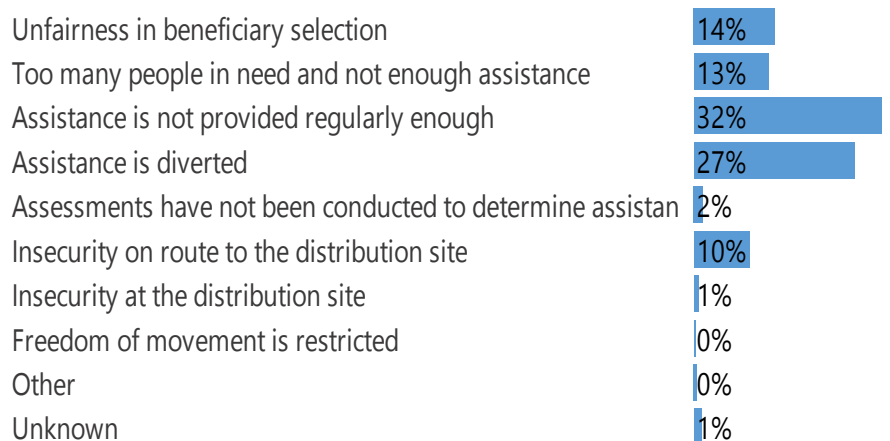 Unfairness in beneficiary selection 14%
Too many people in need and not enough assistance 13%
Assistance is not provided regularly enough 32%
Assistance is diverted 27%
Assessments have not been conducted to determine assistan 2%
Insecurity on route to the distribution site 10%
Insecurity at the distribution site 1%
Freedom of movement is restricted 0%
Other 0%
Unknown 1%